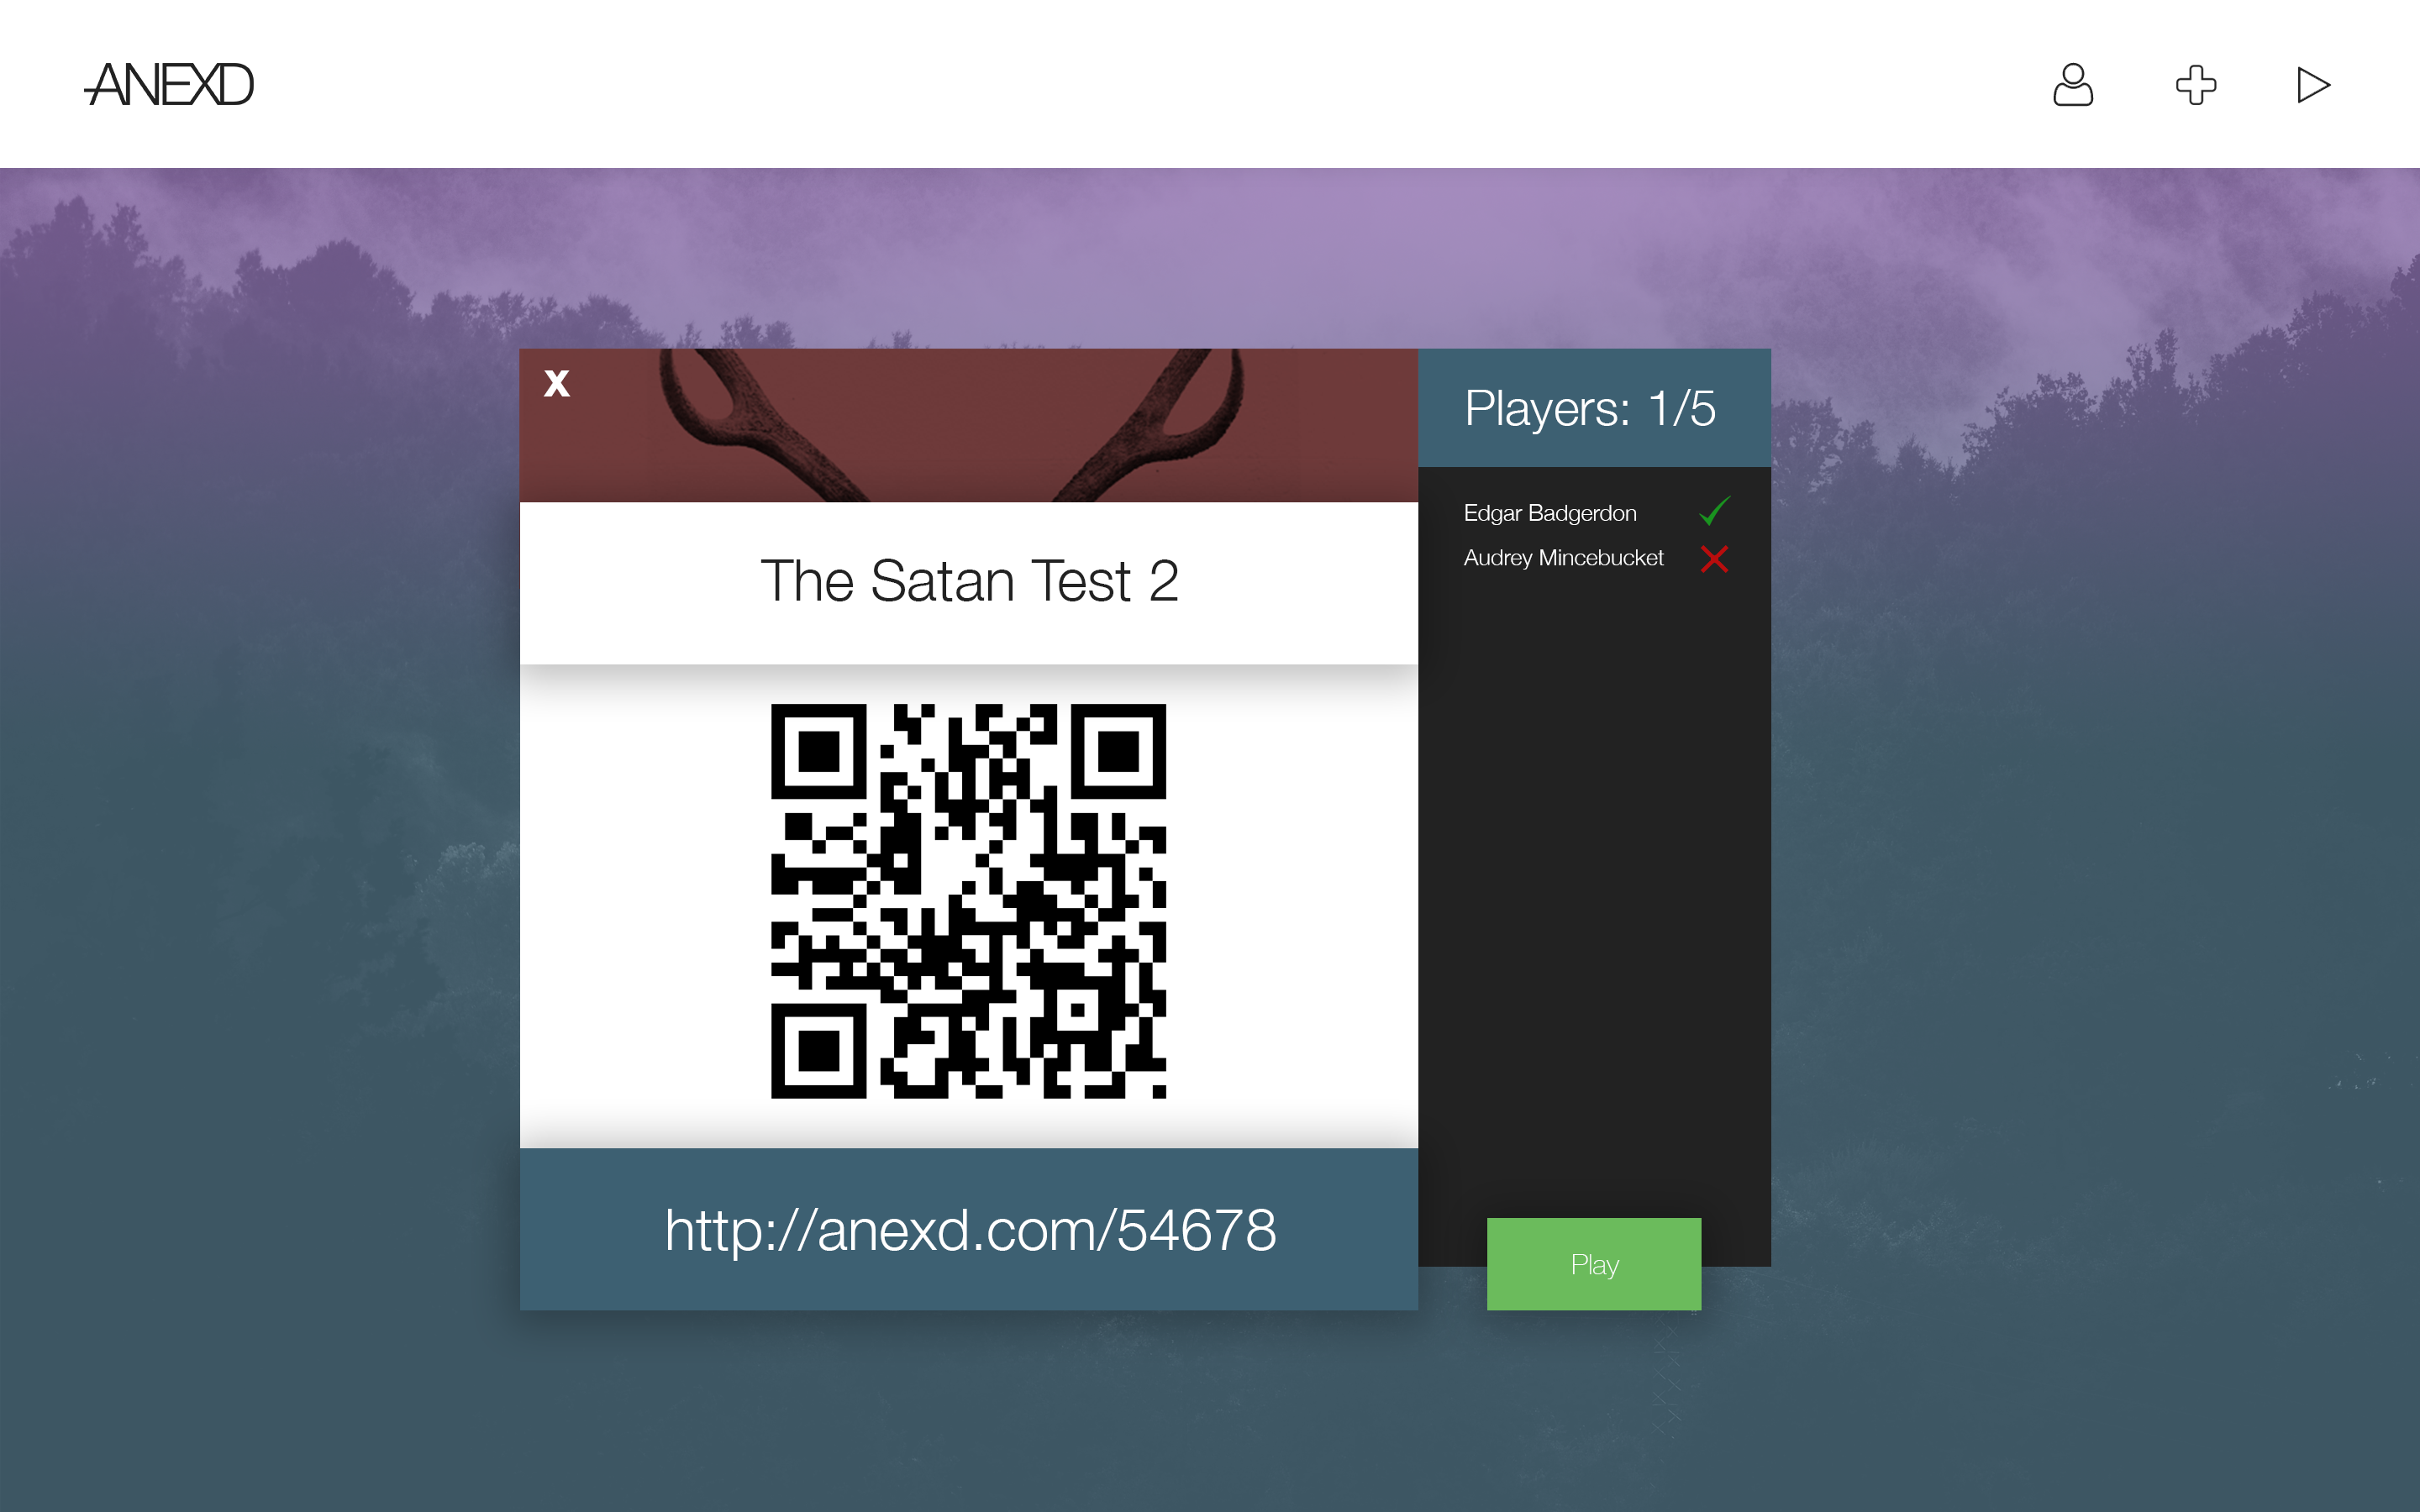 ANEXD
x
Players: 1/5
Edgar Badgerdon
Audrey Mincebucket
The Satan Test 2
http://anexd.com/54678
Play